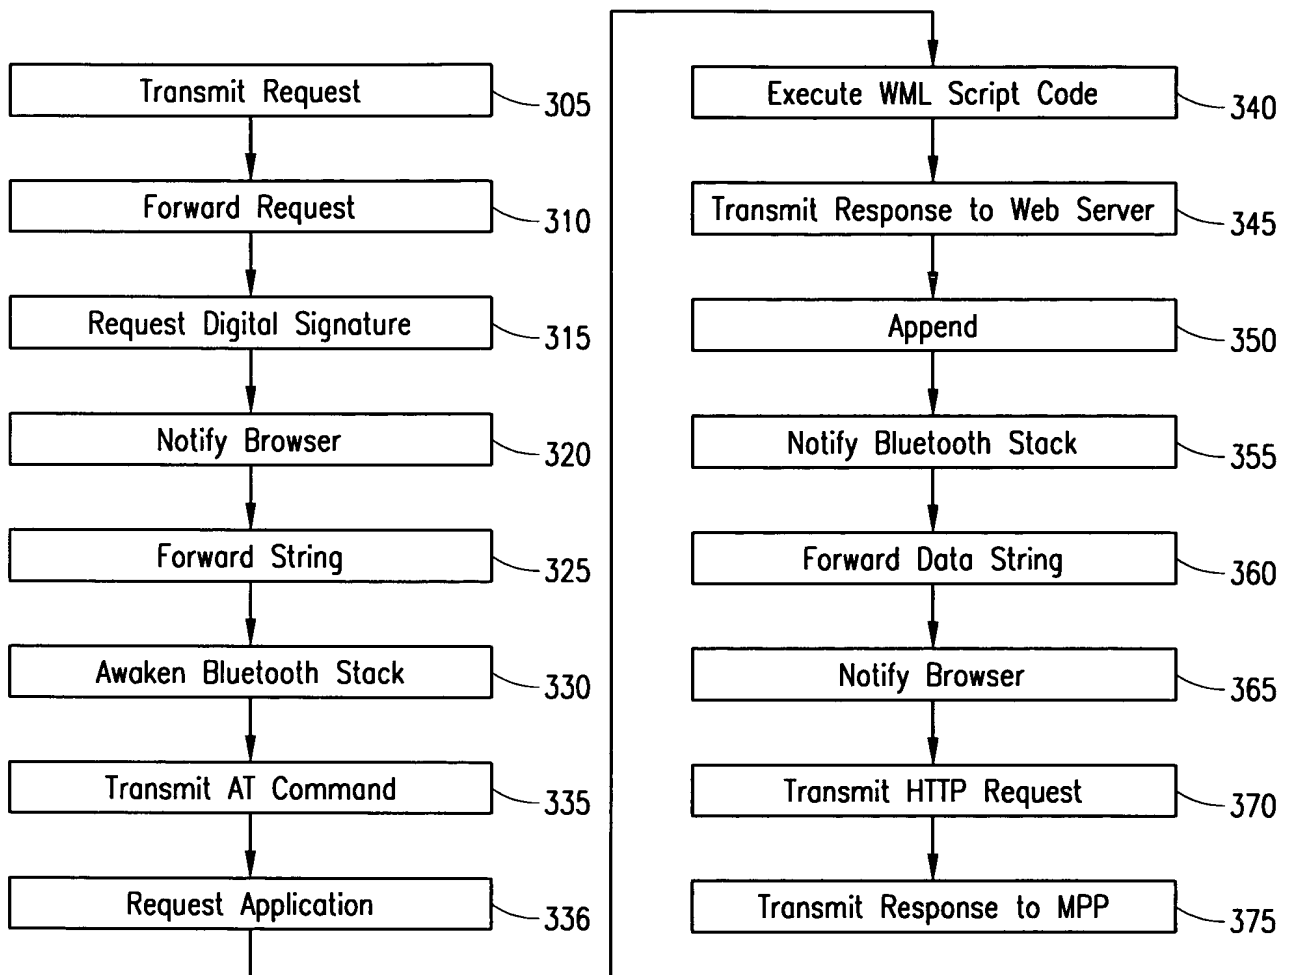 Transmit Request 305
Forward Request 310
Request Digital Signature 315
Notify Browser 320
Forward String 325
Awaken Bluetooth Stack 330
Transmit AT Command 335
Request Application 336
Execute WML Script Code 340
Transmit Response to Web Server 345
Append 350
Notify Bluetooth Stack 355
Forward Data String 360
Notify Browser 365
Transmit HTTP Request 370
Transmit Response to MPP 375